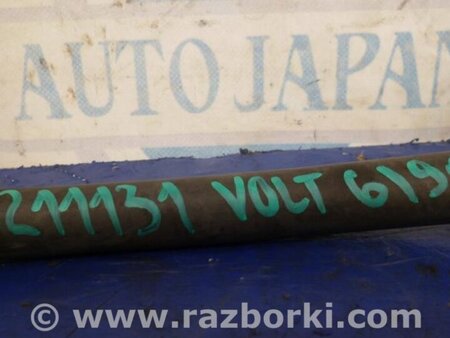 AUTO JAPAN
211131 VOLT 619
© www.razborki.com